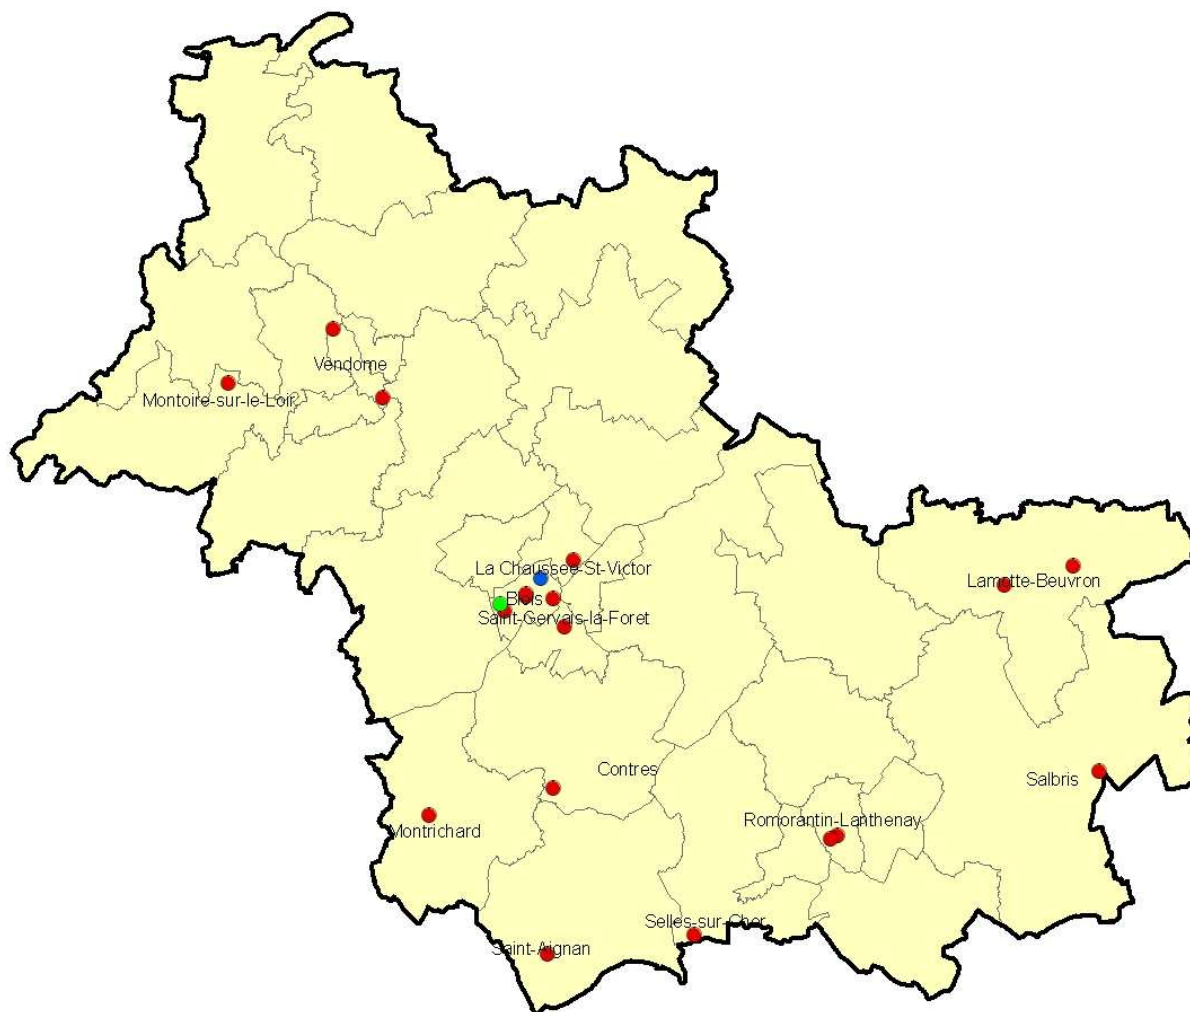 Vendome
Montoire-sur-le-Loir
La Chaussee-St-Victor
Lamotte-Beuvron
Blois
Saint-Gervais-la-Foret
Contres
Salbris
Romorantin-Lanthenay
Montrichard
Selles-sur-Cher
Saint-Aignan